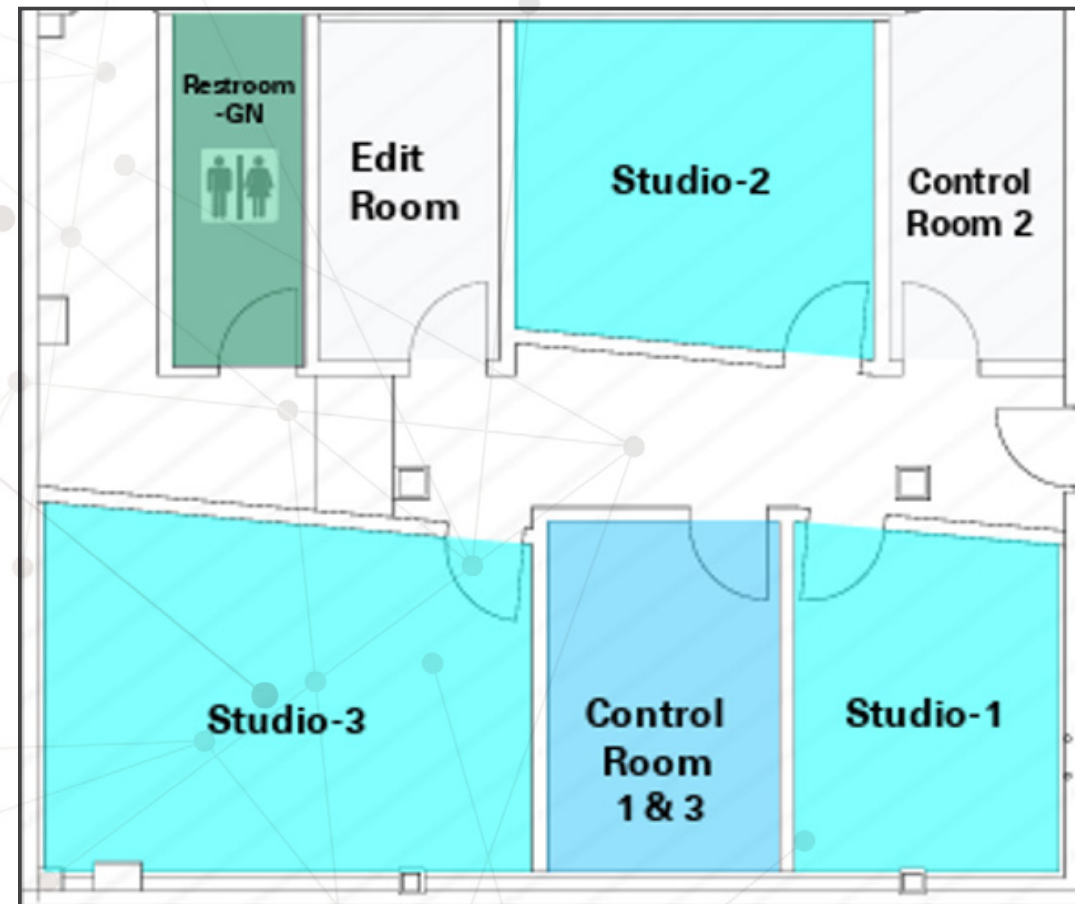 Restroom
-GN
Edit
Room
Studio-2
Control
Room 2
Studio-3
Control
Room
1 & 3
Studio-1